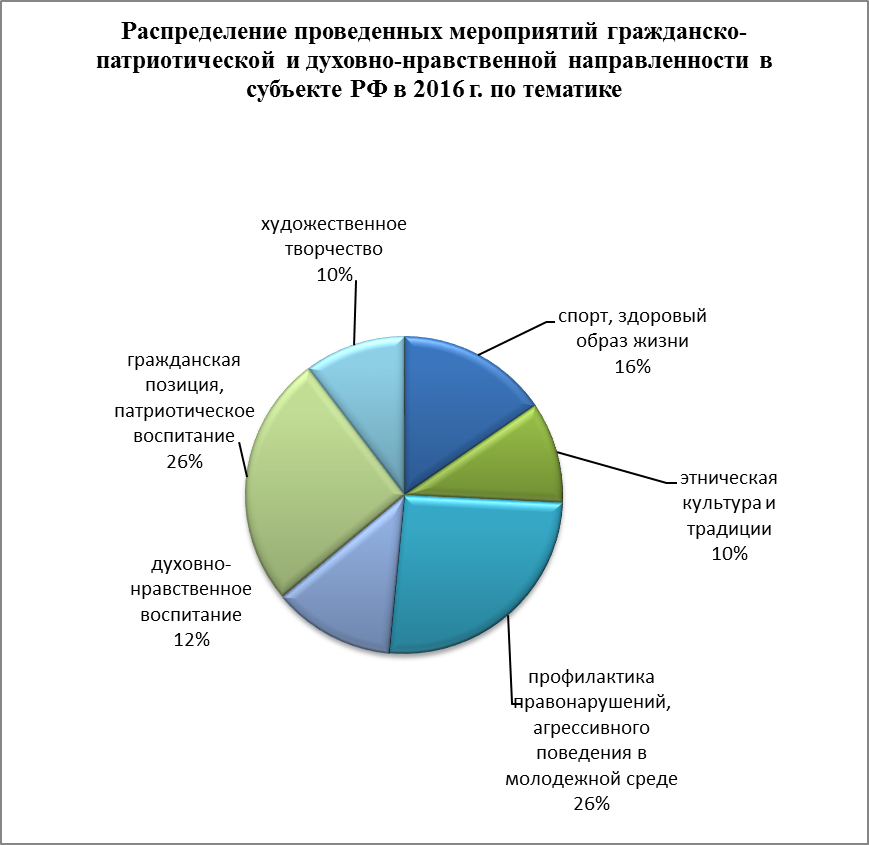 Распределение проведенных мероприятий гражданско-
патриотической и духовно-нравственной направленности в
субъекте РФ в 2016 г. по тематике
художественное
творчество
10%
спорт, здоровый
образ жизни
16%
гражданская
позиция,
патриотическое
воспитание
26%
этническая
культура и
традиции
10%
духовно-
нравственное
воспитание
12%
профилактика
правонарушений,
агрессивного
поведения в
молодежной среде
26%